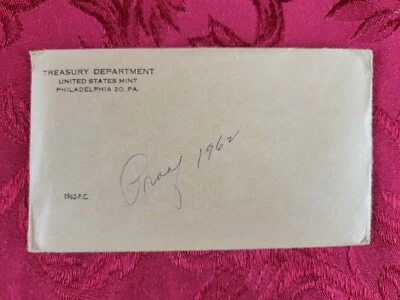 TREASURY DEPARTMENT
UNITED STATES MINT
PHILADELPHIA 30, PA.
Proof 1962
1962 P.C.